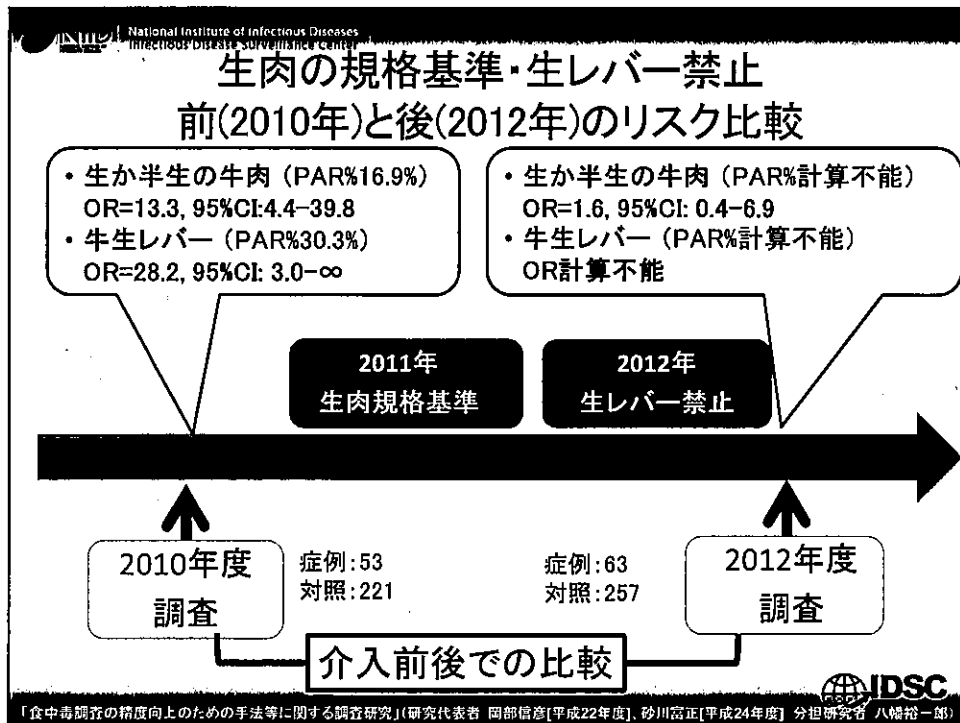 National Institute of Infectious Diseases
Infectious Disease Surveillance Center
生肉の規格基準・生レバー禁止
前(2010年)と後(2012年)のリスク比較
・生か半生の牛肉 (PAR%16.9%)
OR=13.3, 95%CI:4.4–39.8
・牛生レバー (PAR%30.3%)
OR=28.2, 95%CI: 3.0–∞
・生か半生の牛肉 (PAR%計算不能)
OR=1.6, 95%CI: 0.4–6.9
・牛生レバー (PAR%計算不能)
OR計算不能
2011年
生肉規格基準
2012年
生レバー禁止
2010年度
調査
症例:53
対照:221
症例:63
対照:257
2012年度
調査
介入前後での比較
IDSC
「食中毒調査の精度向上のための手法等に関する調査研究」(研究代表者 岡部信彦[平成22年度]、砂川富正[平成24年度] 分担研究者 八幡裕一郎)